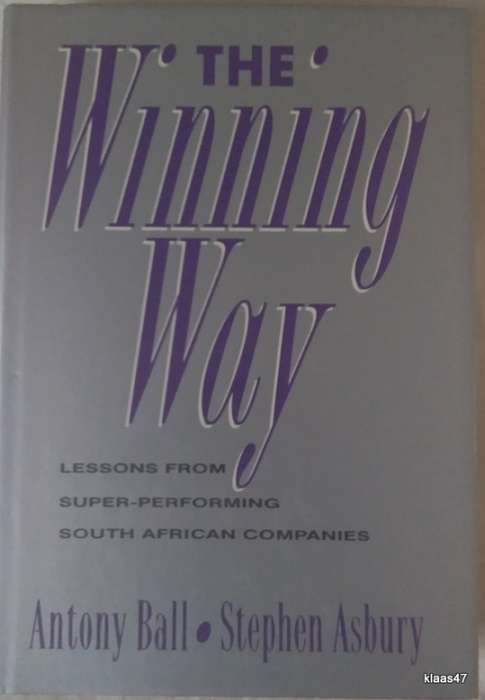 THE
Winning
Way
LESSONS FROM
SUPER-PERFORMING
SOUTH AFRICAN COMPANIES
Antony Ball • Stephen Asbury
klaas47